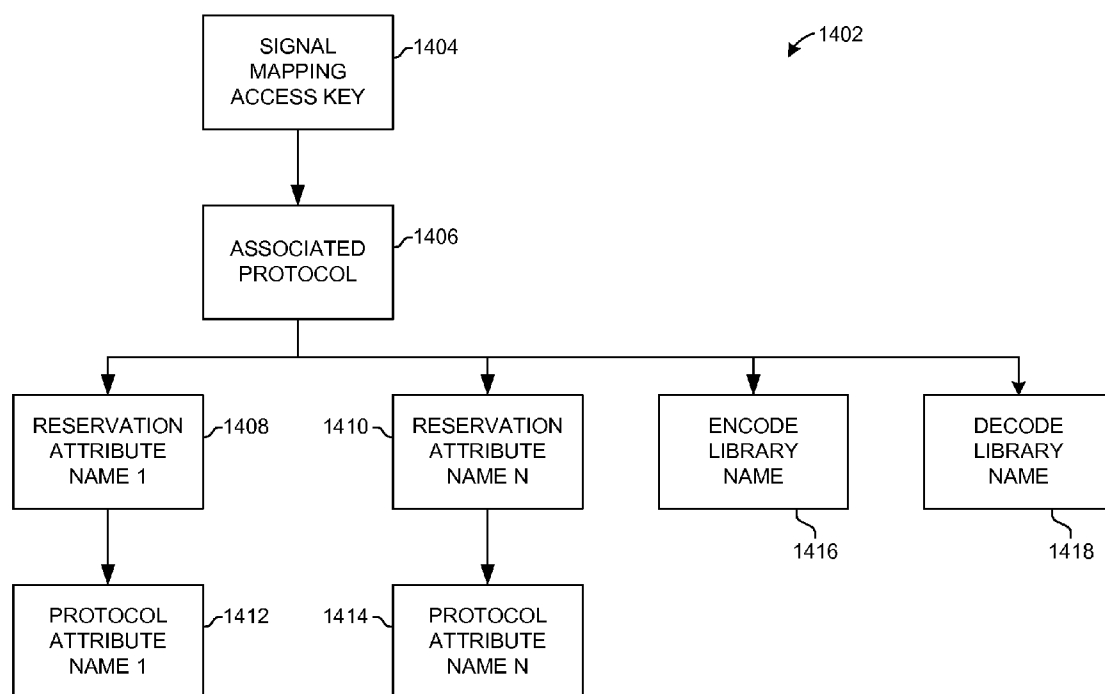 SIGNAL
MAPPING
ACCESS KEY
1404
1402
ASSOCIATED
PROTOCOL
1406
RESERVATION
ATTRIBUTE
NAME 1
1408
1410
RESERVATION
ATTRIBUTE
NAME N
ENCODE
LIBRARY
NAME
1416
DECODE
LIBRARY
NAME
1418
PROTOCOL
ATTRIBUTE
NAME 1
1412
1414
PROTOCOL
ATTRIBUTE
NAME N